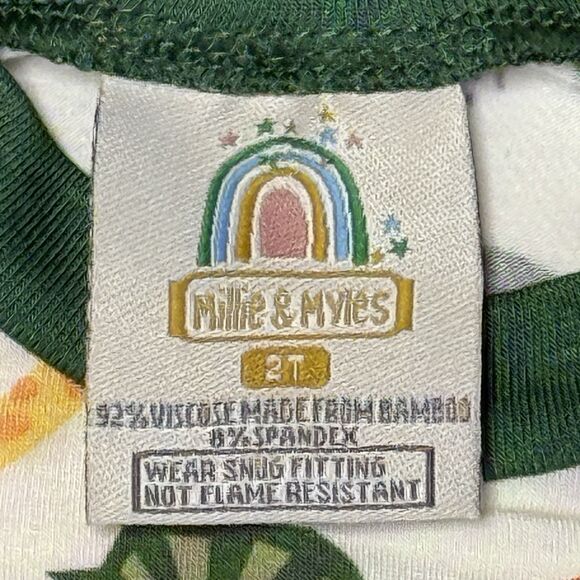 Millie & Myles
2T
92% VISCOSE MADE FROM BAMBOO
8% SPANDEX
WEAR SNUG FITTING
NOT FLAME RESISTANT